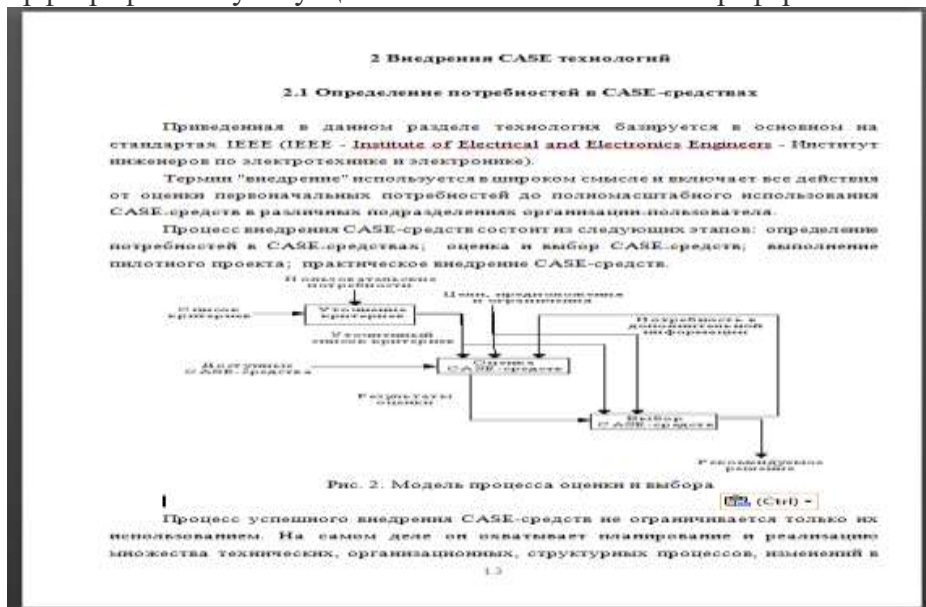 2 Внедрения CASE технологий
2.1 Определение потребностей в CASE-средствах
Приведенная в данном разделе технология базируется в основном на
стандартах IEEE (IEEE - Institute of Electrical and Electronics Engineers - Институт
инженеров по электротехнике и электронике).
Термин "внедрение" используется в широком смысле и включает все действия
от оценки первоначальных потребностей до полномасштабного использования
CASE-средств в различных подразделениях организации-пользователя.
Процесс внедрения CASE-средств состоит из следующих этапов: определение
потребностей в CASE-средствах; оценка и выбор CASE-средств; выполнение
пилотного проекта; практическое внедрение CASE-средств.
Пользовательские
потребности
Цели, предположения
и ограничения
Список
критериев
Уточнение
критериев
Потребность в
дополнительной
информации
Уточненный
список критериев
Доступные
CASE-средства
Оценка
CASE-средств
Результаты
оценки
Выбор
CASE-средств
Рекомендуемое
решение
Рис. 2. Модель процесса оценки и выбора
(Ctrl)
Процесс успешного внедрения CASE-средств не ограничивается только их
использованием. На самом деле он охватывает планирование и реализацию
множества технических, организационных, структурных процессов, изменений в
13